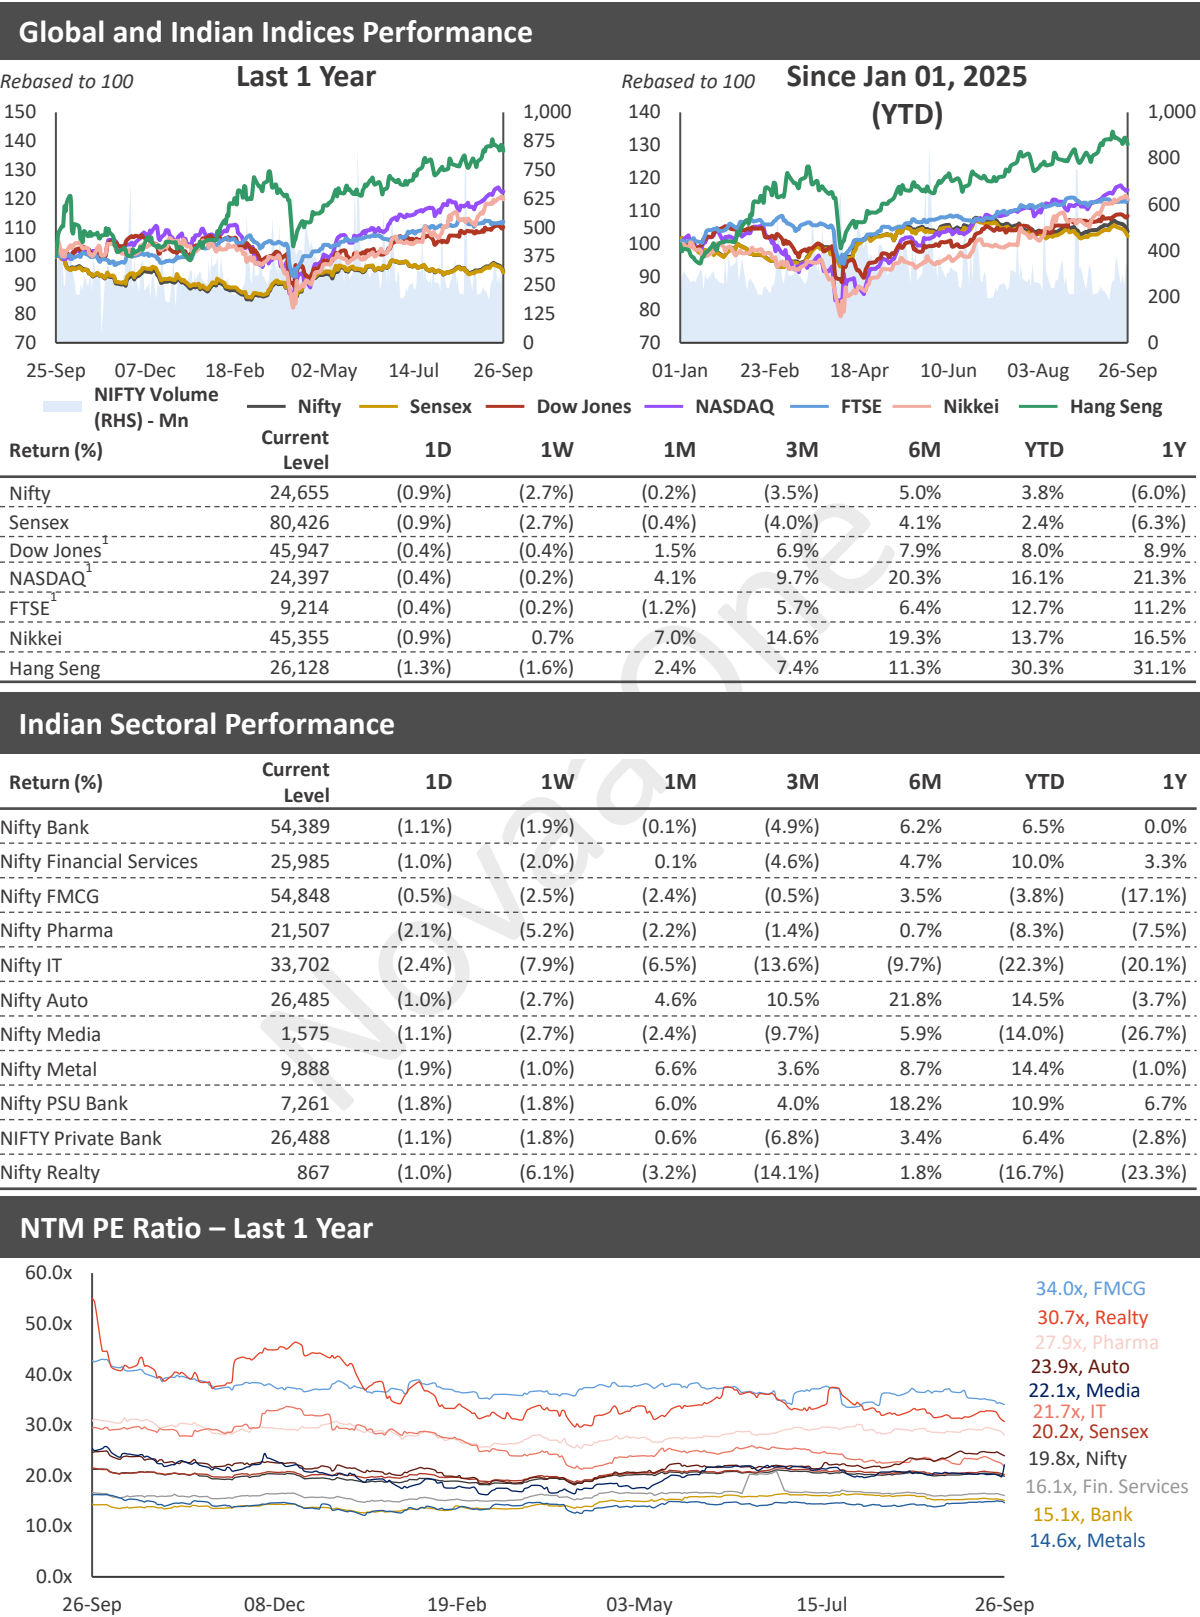 Global and Indian Indices Performance
Rebased to 100
Last 1 Year
Rebased to 100
Since Jan 01, 2025
(YTD)
150
140
130
120
110
100
90
80
70
1,000
875
750
625
500
375
250
125
0
25-Sep 07-Dec 18-Feb 02-May 14-Jul 26-Sep
140
130
120
110
100
90
80
70
1,000
800
600
400
200
0
01-Jan 23-Feb 18-Apr 10-Jun 03-Aug 26-Sep
NIFTY Volume
(RHS) - Mn
Nifty Sensex Dow Jones NASDAQ FTSE Nikkei Hang Seng
Return (%) Current Level 1D 1W 1M 3M 6M YTD 1Y
Nifty 24,655 (0.9%) (2.7%) (0.2%) (3.5%) 5.0% 3.8% (6.0%)
Sensex 80,426 (0.9%) (2.7%) (0.4%) (4.0%) 4.1% 2.4% (6.3%)
Dow Jones1 45,947 (0.4%) (0.4%) 1.5% 6.9% 7.9% 8.0% 8.9%
NASDAQ1 24,397 (0.4%) (0.2%) 4.1% 9.7% 20.3% 16.1% 21.3%
FTSE1 9,214 (0.4%) (0.2%) (1.2%) 5.7% 6.4% 12.7% 11.2%
Nikkei 45,355 (0.9%) 0.7% 7.0% 14.6% 19.3% 13.7% 16.5%
Hang Seng 26,128 (1.3%) (1.6%) 2.4% 7.4% 11.3% 30.3% 31.1%
Indian Sectoral Performance
Return (%) Current Level 1D 1W 1M 3M 6M YTD 1Y
Nifty Bank 54,389 (1.1%) (1.9%) (0.1%) (4.9%) 6.2% 6.5% 0.0%
Nifty Financial Services 25,985 (1.0%) (2.0%) 0.1% (4.6%) 4.7% 10.0% 3.3%
Nifty FMCG 54,848 (0.5%) (2.5%) (2.4%) (0.5%) 3.5% (3.8%) (17.1%)
Nifty Pharma 21,507 (2.1%) (5.2%) (2.2%) (1.4%) 0.7% (8.3%) (7.5%)
Nifty IT 33,702 (2.4%) (7.9%) (6.5%) (13.6%) (9.7%) (22.3%) (20.1%)
Nifty Auto 26,485 (1.0%) (2.7%) 4.6% 10.5% 21.8% 14.5% (3.7%)
Nifty Media 1,575 (1.1%) (2.7%) (2.4%) (9.7%) 5.9% (14.0%) (26.7%)
Nifty Metal 9,888 (1.9%) (1.0%) 6.6% 3.6% 8.7% 14.4% (1.0%)
Nifty PSU Bank 7,261 (1.8%) (1.8%) 6.0% 4.0% 18.2% 10.9% 6.7%
NIFTY Private Bank 26,488 (1.1%) (1.8%) 0.6% (6.8%) 3.4% 6.4% (2.8%)
Nifty Realty 867 (1.0%) (6.1%) (3.2%) (14.1%) 1.8% (16.7%) (23.3%)
NovaaOne
NTM PE Ratio – Last 1 Year
60.0x
50.0x
40.0x
30.0x
20.0x
10.0x
0.0x
26-Sep 08-Dec 19-Feb 03-May 15-Jul 26-Sep
34.0x, FMCG
30.7x, Realty
27.9x, Pharma
23.9x, Auto
22.1x, Media
21.7x, IT
20.2x, Sensex
19.8x, Nifty
16.1x, Fin. Services
15.1x, Bank
14.6x, Metals